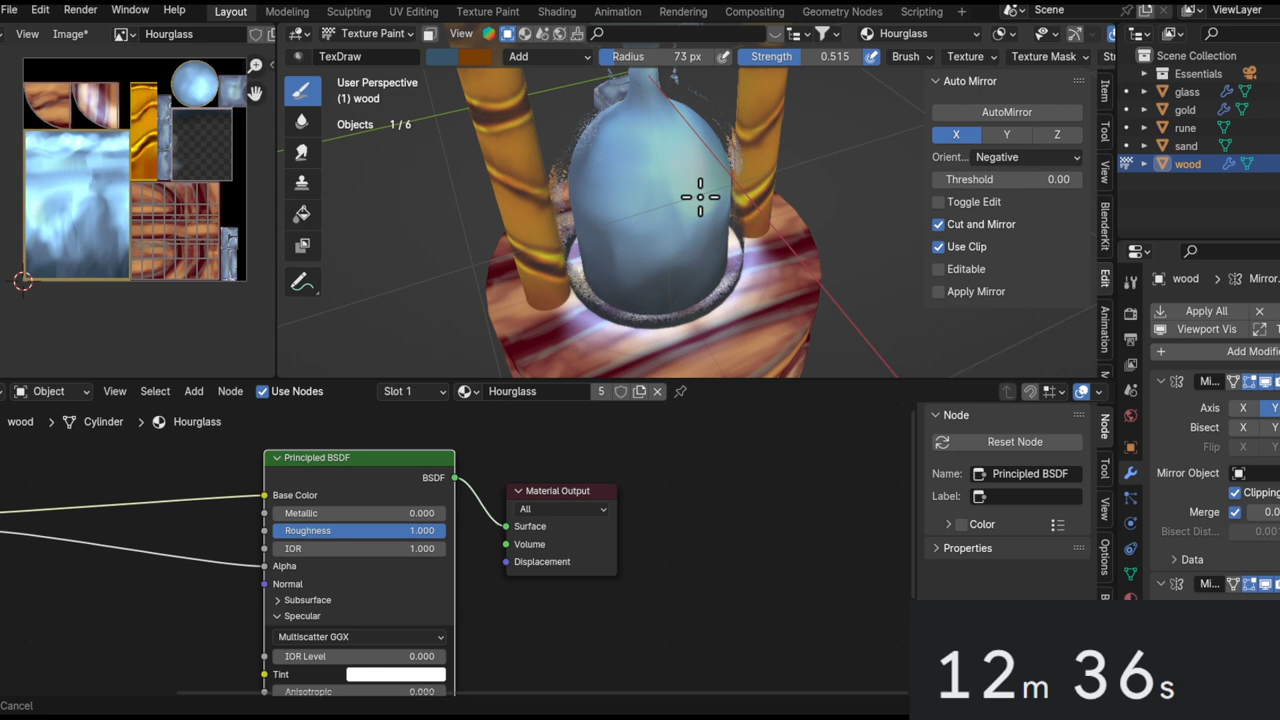 File Edit Render Window Help Layout Modeling Sculpting UV Editing Texture Paint Shading Animation Rendering Compositing Geometry Nodes Scripting + Scene ViewLayer
View Image* Hourglass
Texture Paint View Hourglass
TexDraw Add Radius 73 px Strength 0.515 Brush Texture Texture Mask
User Perspective
(1) wood
Objects 1 / 6
Auto Mirror
AutoMirror
X Y Z
Orient... Negative
Threshold 0.00
Toggle Edit
Cut and Mirror
Use Clip
Editable
Apply Mirror
Item
Tool
View
BlenderKit
Edit
Animation
Scene Collection
Essentials
glass
gold
rune
sand
wood
wood > Mirror.
Apply All
Viewport Vis
Add Modifi
Mi...
Axis X Y
Bisect X Y
Flip X Y
Mirror Object
Clipping
Merge 0.0
Bisect Dist... 0.001
Data
Mi...
Object View Select Add Node Use Nodes Slot 1 Hourglass 5
wood > Cylinder > Hourglass
Principled BSDF
BSDF
Base Color
Metallic 0.000
Roughness 1.000
IOR 1.000
Alpha
Normal
Subsurface
Specular
Multiscatter GGX
IOR Level 0.000
Tint
Anisotropic 0.000
Material Output
All
Surface
Volume
Displacement
Node
Reset Node
Name: Principled BSDF
Label:
Color
Properties
Node
Tool
View
Options
Cancel
12m 36s